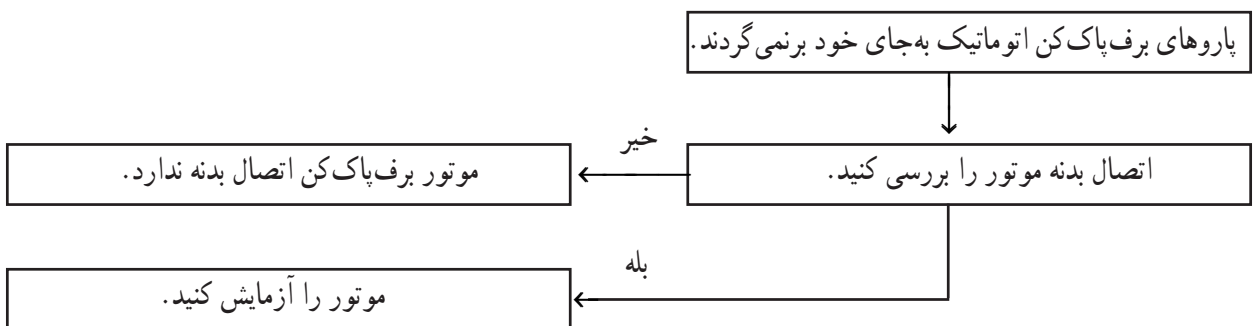 پاروهای برف‌پاک‌کن اتوماتیک به‌جای خود برنمی‌گردند.
اتصال بدنه موتور را بررسی کنید.
خیر
موتور برف‌پاک‌کن اتصال بدنه ندارد.
بله
موتور را آزمایش کنید.